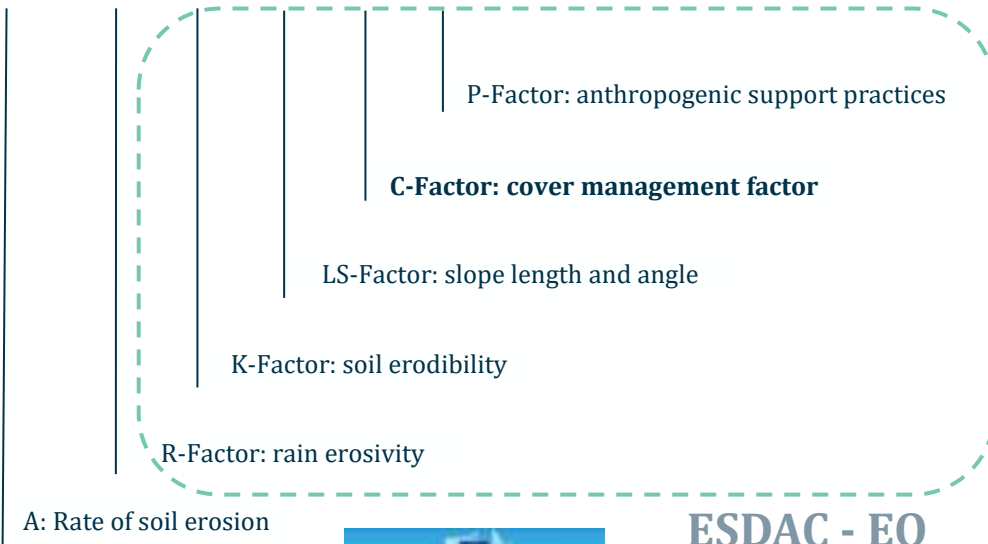 P-Factor: anthropogenic support practices
C-Factor: cover management factor
LS-Factor: slope length and angle
K-Factor: soil erodibility
R-Factor: rain erosivity
A: Rate of soil erosion
ESDAC - EO